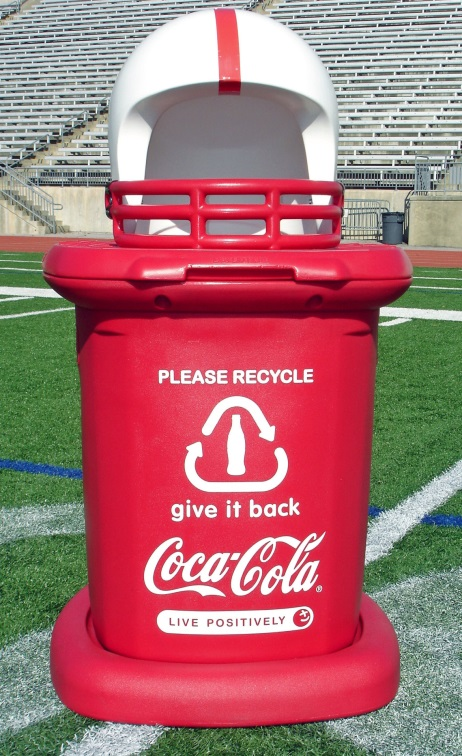 PLEASE RECYCLE
give it back
Coca-Cola®
LIVE POSITIVELY